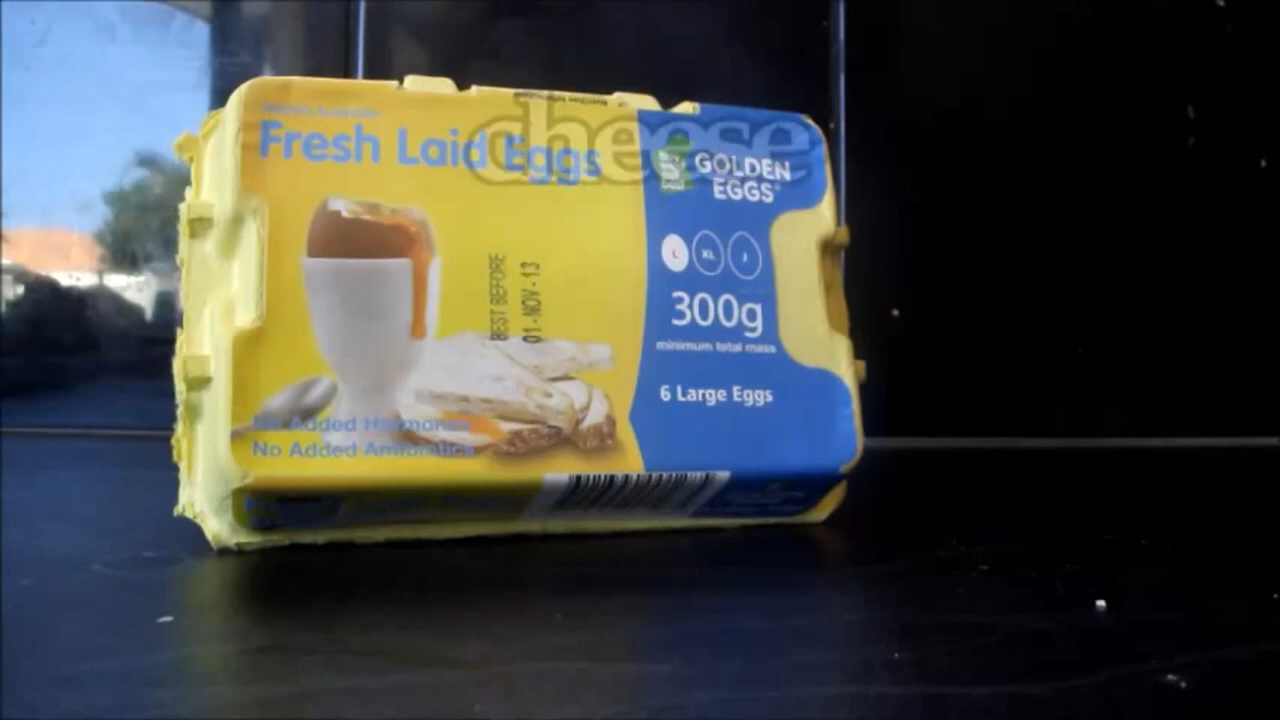 Fresh Laid Eggs
cheese
GOLDEN
EGGS
L XL J
300g
minimum total mass
6 Large Eggs
BEST BEFORE
01-NOV-13
No Added Hormones
No Added Antibiotics